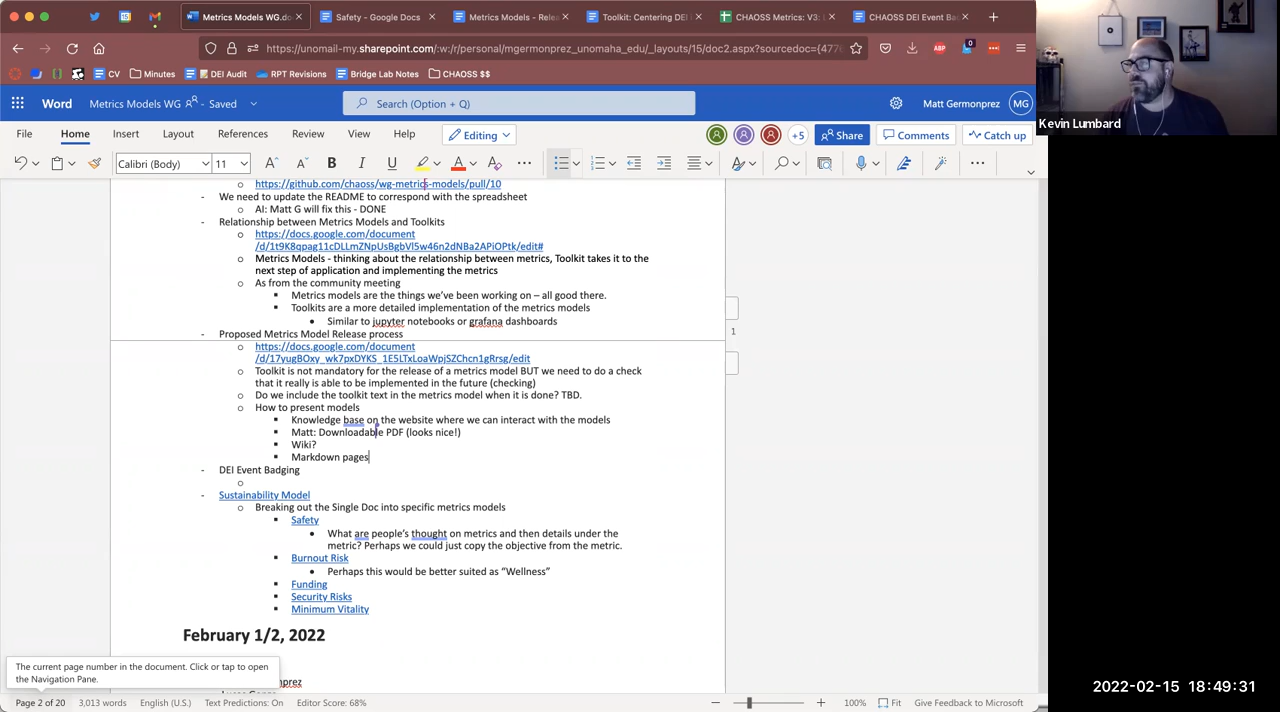 Metrics Models WG.do
Safety - Google Docs
Metrics Models - Rele
Toolkit: Centering DEI
CHAOSS Metrics: V3: L
CHAOSS DEI Event Ba
https://unomail-my.sharepoint.com/:w:/r/personal/mgermonprez_unomaha_edu/_layouts/15/doc2.aspx?sourcedoc={477
ABP
0
CV
Minutes
DEI Audit
RPT Revisions
Bridge Lab Notes
CHAOSS $$
Word
Metrics Models WG - Saved
Search (Option + Q)
Matt Germonprez
MG
File
Home
Insert
Layout
References
Review
View
Help
Editing
+5
Share
Comments
Catch up
Calibri (Body)
11
https://github.com/chaoss/wg-metrics-models/pull/10
- We need to update the README to correspond with the spreadsheet
o AI: Matt G will fix this - DONE
- Relationship between Metrics Models and Toolkits
o https://docs.google.com/document
/d/1t9K8qpag11cDLLmZNpUsBgbVl5w46n2dNBa2APiOPtk/edit#
o Metrics Models - thinking about the relationship between metrics, Toolkit takes it to the
next step of application and implementing the metrics
o As from the community meeting
▪ Metrics models are the things we've been working on – all good there.
▪ Toolkits are a more detailed implementation of the metrics models
• Similar to jupyter notebooks or grafana dashboards
- Proposed Metrics Model Release process
o https://docs.google.com/document
/d/17yugBOxy_wk7pxDYKS_1E5LTxLoaWpjSZChcn1gRrsg/edit
o Toolkit is not mandatory for the release of a metrics model BUT we need to do a check
that it really is able to be implemented in the future (checking)
o Do we include the toolkit text in the metrics model when it is done? TBD.
o How to present models
▪ Knowledge base on the website where we can interact with the models
▪ Matt: Downloadable PDF (looks nice!)
▪ Wiki?
▪ Markdown pages
- DEI Event Badging
o
- Sustainability Model
o Breaking out the Single Doc into specific metrics models
▪ Safety
• What are people's thought on metrics and then details under the
metric? Perhaps we could just copy the objective from the metric.
▪ Burnout Risk
• Perhaps this would be better suited as “Wellness”
▪ Funding
▪ Security Risks
▪ Minimum Vitality
February 1/2, 2022
1
The current page number in the document. Click or tap to open
the Navigation Pane.
Page 2 of 20
3,013 words
English (U.S.)
Text Predictions: On
Editor Score: 68%
100%
Fit
Give Feedback to Microsoft
Kevin Lumbard
2022-02-15 18:49:31